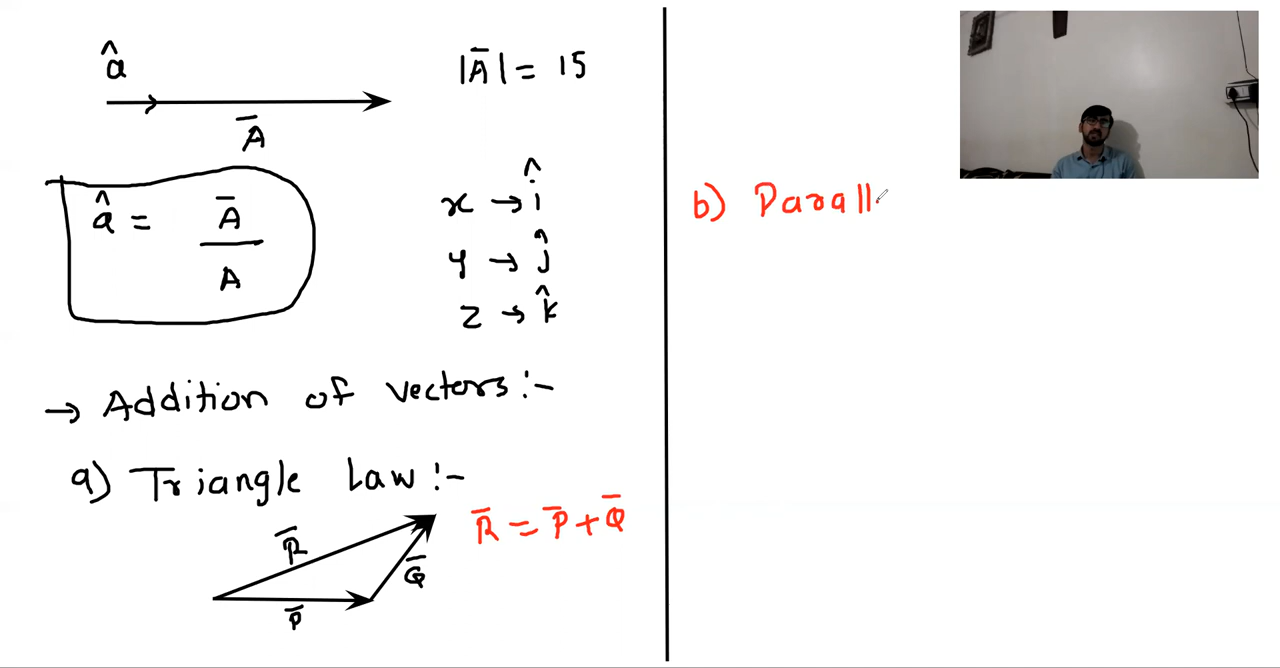 â
|A̅| = 15
A̅
â = A̅ / A
x → î
y → ĵ
z → k̂
→ Addition of vectors :-
a) Triangle Law :-
R̅ = P̅ + Q̅
R̅
Q̅
P̅
b) Parall